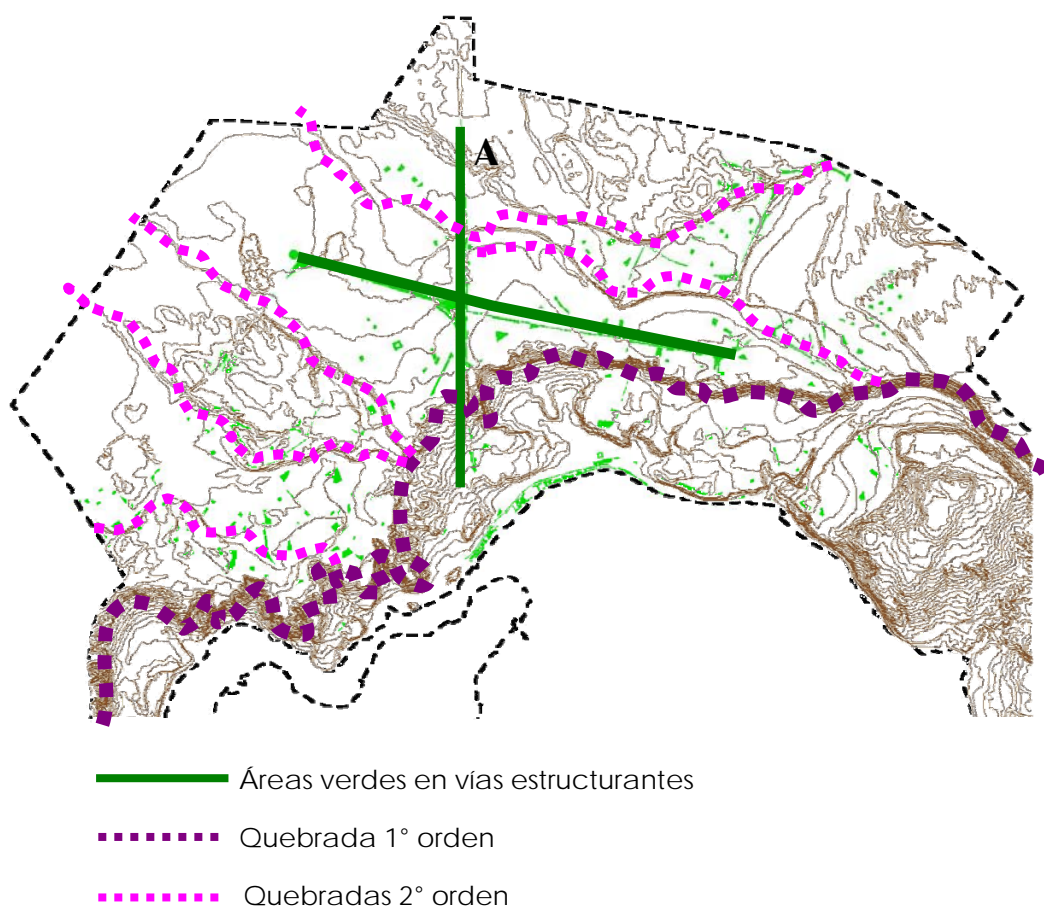 A
Áreas verdes en vías estructurantes
Quebrada 1° orden
Quebradas 2° orden